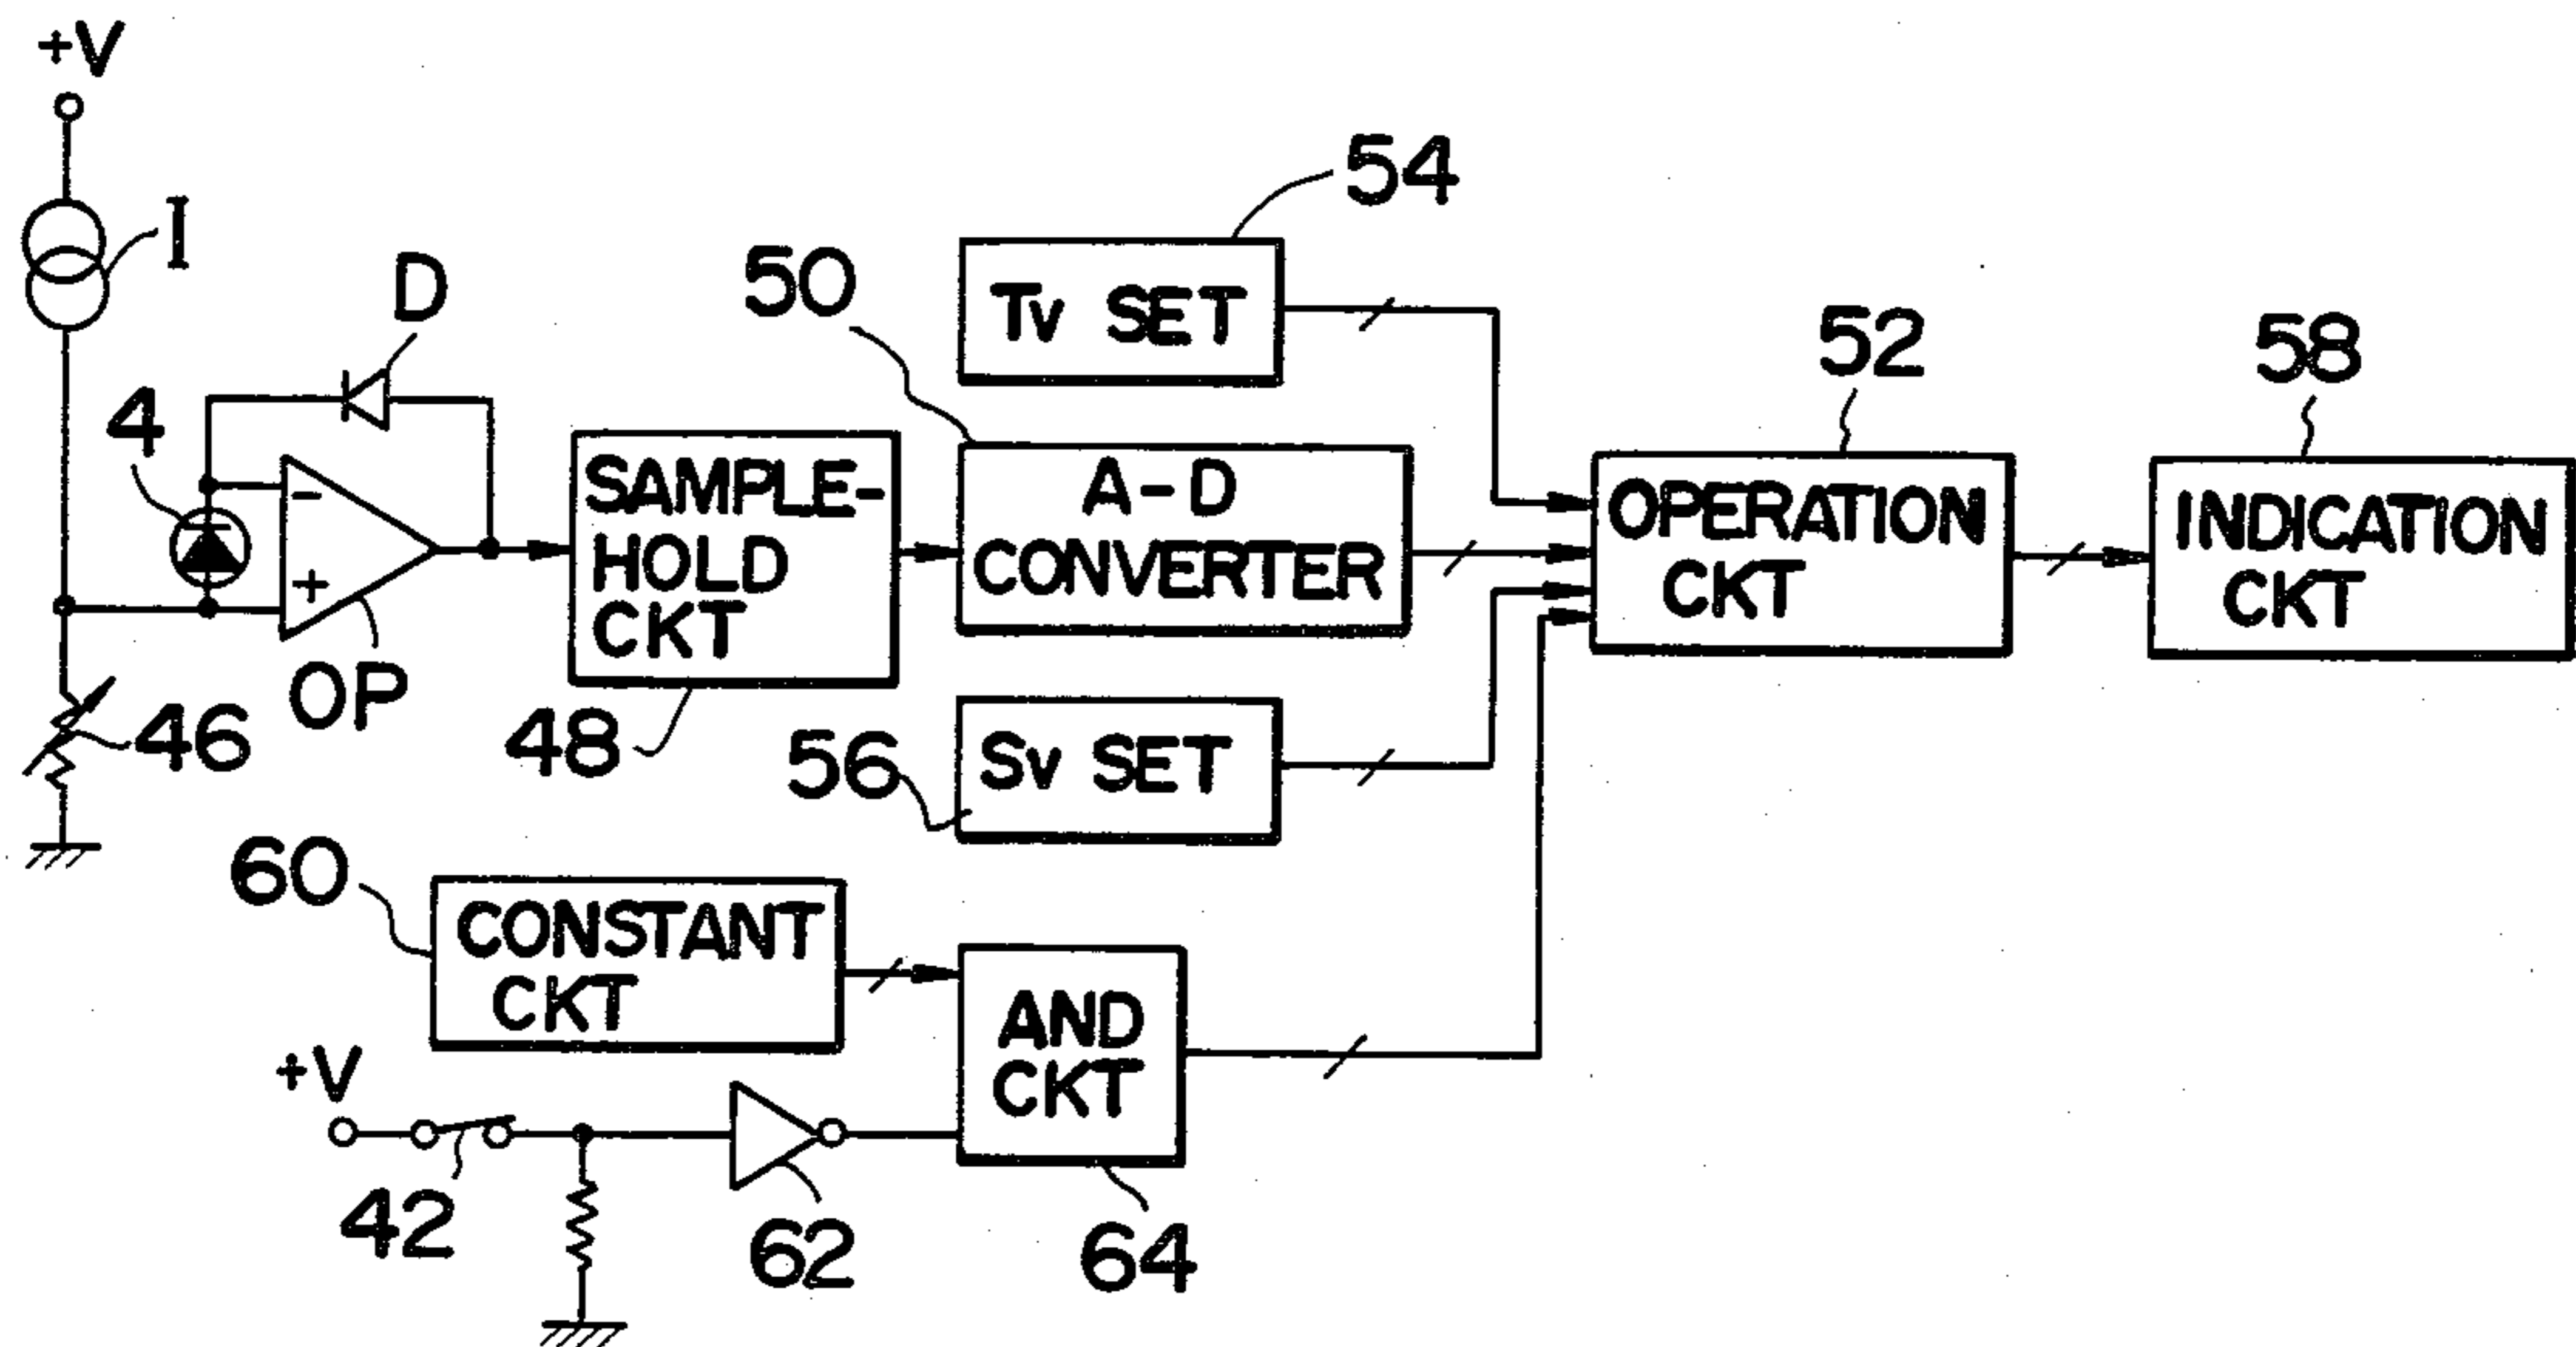 +V
I
D
4
-
+
OP
46
SAMPLE-
HOLD
CKT
48
50
A-D
CONVERTER
54
Tv SET
56
Sv SET
52
OPERATION
CKT
58
INDICATION
CKT
60
CONSTANT
CKT
+V
42
62
AND
CKT
64